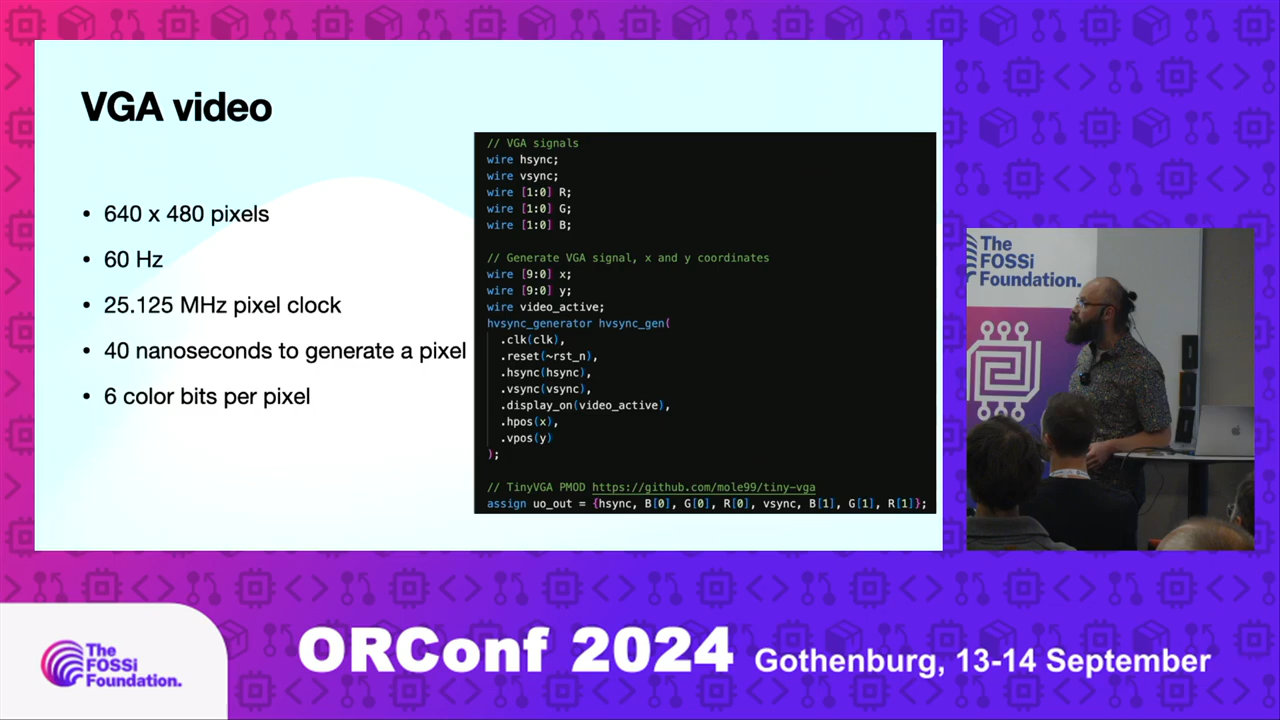 VGA video
• 640 x 480 pixels
• 60 Hz
• 25.125 MHz pixel clock
• 40 nanoseconds to generate a pixel
• 6 color bits per pixel
// VGA signals
wire hsync;
wire vsync;
wire [1:0] R;
wire [1:0] G;
wire [1:0] B;
// Generate VGA signal, x and y coordinates
wire [9:0] x;
wire [9:0] y;
wire video_active;
hvsync_generator hvsync_gen(
.clk(clk),
.reset(~rst_n),
.hsync(hsync),
.vsync(vsync),
.display_on(video_active),
.hpos(x),
.vpos(y)
);
// TinyVGA PMOD https://github.com/mole99/tiny-vga
assign uo_out = {hsync, B[0], G[0], R[0], vsync, B[1], G[1], R[1]};
The
FOSSi
Foundation.
The
FOSSi
Foundation.
ORConf 2024 Gothenburg, 13-14 September